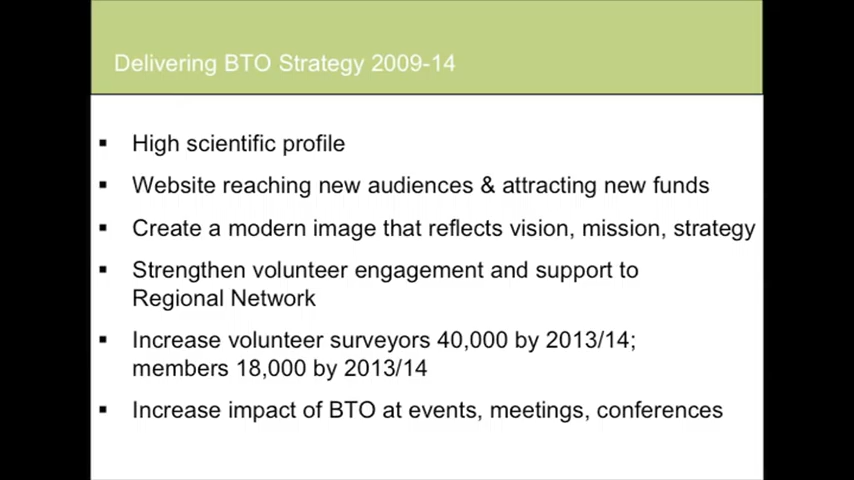 Delivering BTO Strategy 2009-14
▪ High scientific profile
▪ Website reaching new audiences & attracting new funds
▪ Create a modern image that reflects vision, mission, strategy
▪ Strengthen volunteer engagement and support to
Regional Network
▪ Increase volunteer surveyors 40,000 by 2013/14;
members 18,000 by 2013/14
▪ Increase impact of BTO at events, meetings, conferences